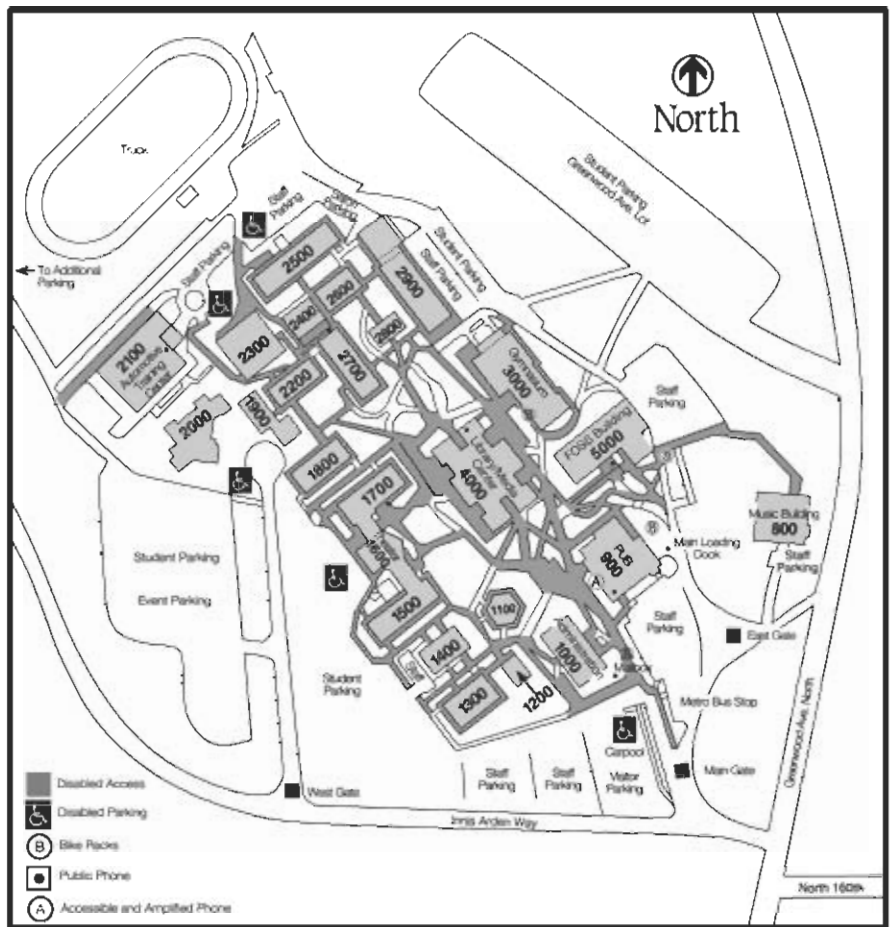 North
Truck
Student Parking
Greenwood Ave. Lot
Staff
Parking
Staff Parking
To Additional
Parking
Student Parking
Staff Parking
2500
2600
2900
2400
2800
2300
2700
2100
Automotive
Training
Center
2200
1900
2000
Gymnasium
3000
Staff
Parking
FOSS Building
5000
1800
Library/Media
Center
4000
1700
Music Building
800
Staff
Parking
B
Main Loading
Dock
PUB
900
A
Student Parking
Event Parking
1600
1500
1100
Staff
Parking
East Gate
Administration
1000
Mailbox
1400
Staff
1300
1200
Student
Parking
Metro Bus Stop
Greenwood Ave. North
Carpool
Visitor
Parking
Staff
Parking
Staff
Parking
Main Gate
West Gate
Innis Arden Way
North 160th
Disabled Access
Disabled Parking
B Bike Racks
Public Phone
A Accessible and Amplified Phone